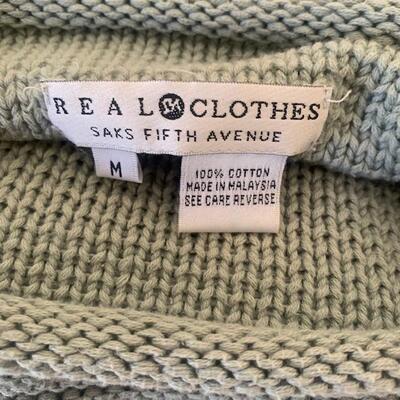 REAL CLOTHES
SAKS FIFTH AVENUE
M
100% COTTON
MADE IN MALAYSIA
SEE CARE REVERSE